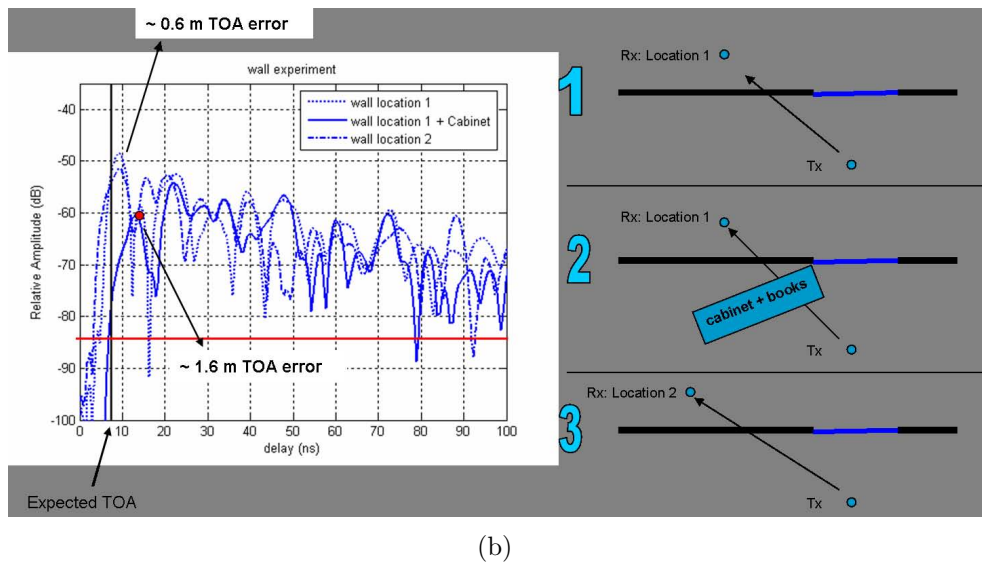 ~ 0.6 m TOA error
wall experiment
wall location 1
wall location 1 + Cabinet
wall location 2
-40
-50
-60
-70
-80
-90
-100
Relative Amplitude (dB)
0 10 20 30 40 50 60 70 80 90 100
delay (ns)
~ 1.6 m TOA error
Expected TOA
1
Rx: Location 1
Tx
2
Rx: Location 1
cabinet + books
Tx
3
Rx: Location 2
Tx
(b)